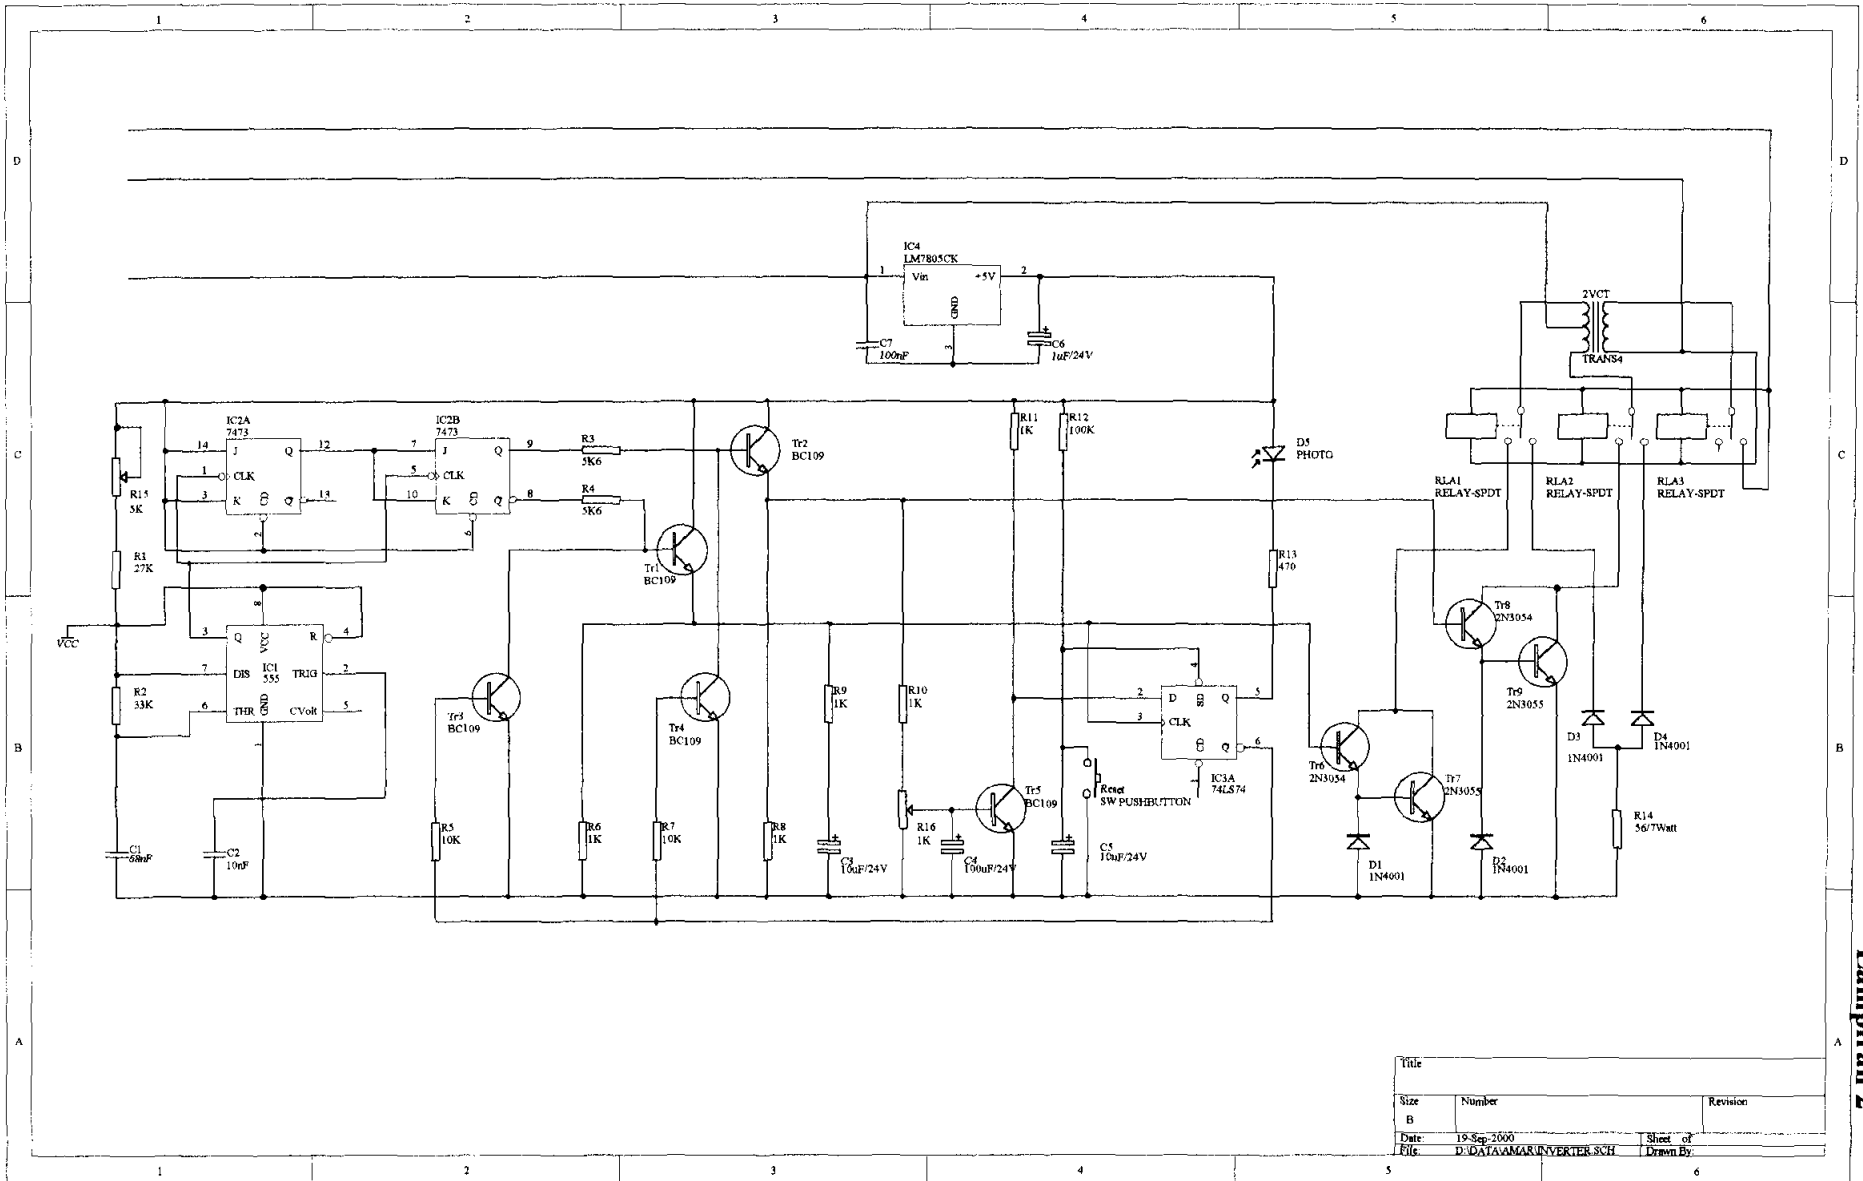 1 2 3 4 5 6
D D
IC4
LM7805CK
1 Vin +5V 2
GND
3
C7
100nF
C6
1uF/24V
2VCT
TRANS4
C C
IC2A
7473
14 J Q 12
1 CLK
3 K CD Q 13
2
IC2B
7473
7 J Q 9
5 CLK
10 K CD Q 8
6
R3
5K6
R4
5K6
Tr2
BC109
R11
1K
R12
100K
D5
PHOTO
RLA1
RELAY-SPDT
RLA2
RELAY-SPDT
RLA3
RELAY-SPDT
R15
5K
R1
27K
Tr1
BC109
R13
470
VCC
8
3 Q VCC R 4
7 DIS IC1 TRIG 2
555
6 THR GND CVolt 5
1
R2
33K
Tr3
BC109
Tr4
BC109
R9
1K
R10
1K
4
2 D SD Q 5
3 CLK
CD Q 6
1
IC3A
74LS74
Tr8
2N3054
Tr9
2N3055
B B
Tr6
2N3054
Tr7
2N3055
D3
1N4001
D4
1N4001
Reset
SW PUSHBUTTON
Tr5
BC109
R16
1K
R14
56/7Watt
C1
68nF
C2
10nF
R5
10K
R6
1K
R7
10K
R8
1K
C3
10uF/24V
C4
100uF/24V
C5
10uF/24V
D1
1N4001
D2
1N4001
A A
Lampiran 2
Title
Size Number Revision
B
Date: 19-Sep-2000 Sheet of
File: D:\DATA\AMAR\INVERTER.SCH Drawn By:
1 2 3 4 5 6